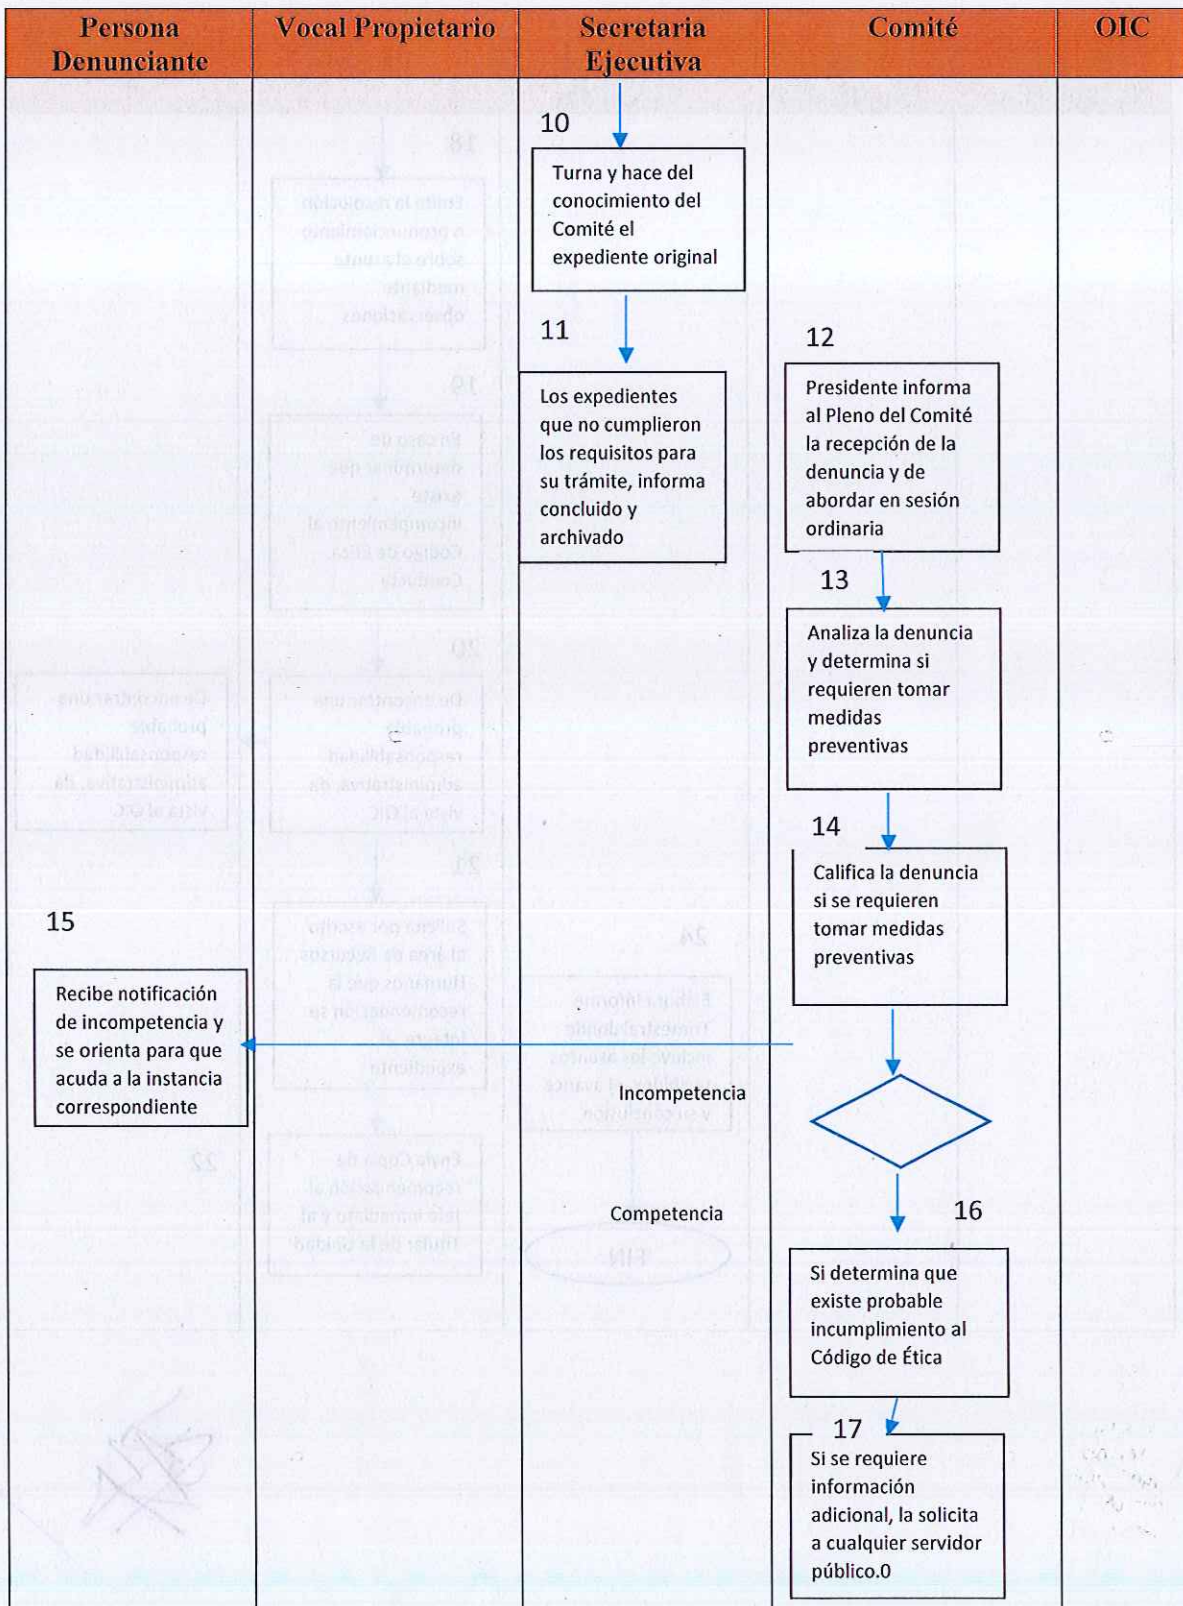 Persona
Denunciante
Vocal Propietario
Secretaria
Ejecutiva
Comité
OIC
10
Turna y hace del
conocimiento del
Comité el
expediente original
11
Los expedientes
que no cumplieron
los requisitos para
su trámite, informa
concluido y
archivado
12
Presidente informa
al Pleno del Comité
la recepción de la
denuncia y de
abordar en sesión
ordinaria
13
Analiza la denuncia
y determina si
requieren tomar
medidas
preventivas
14
Califica la denuncia
si se requieren
tomar medidas
preventivas
15
Recibe notificación
de incompetencia y
se orienta para que
acuda a la instancia
correspondiente
Incompetencia
Competencia
16
Si determina que
existe probable
incumplimiento al
Código de Ética
17
Si se requiere
información
adicional, la solicita
a cualquier servidor
público.0